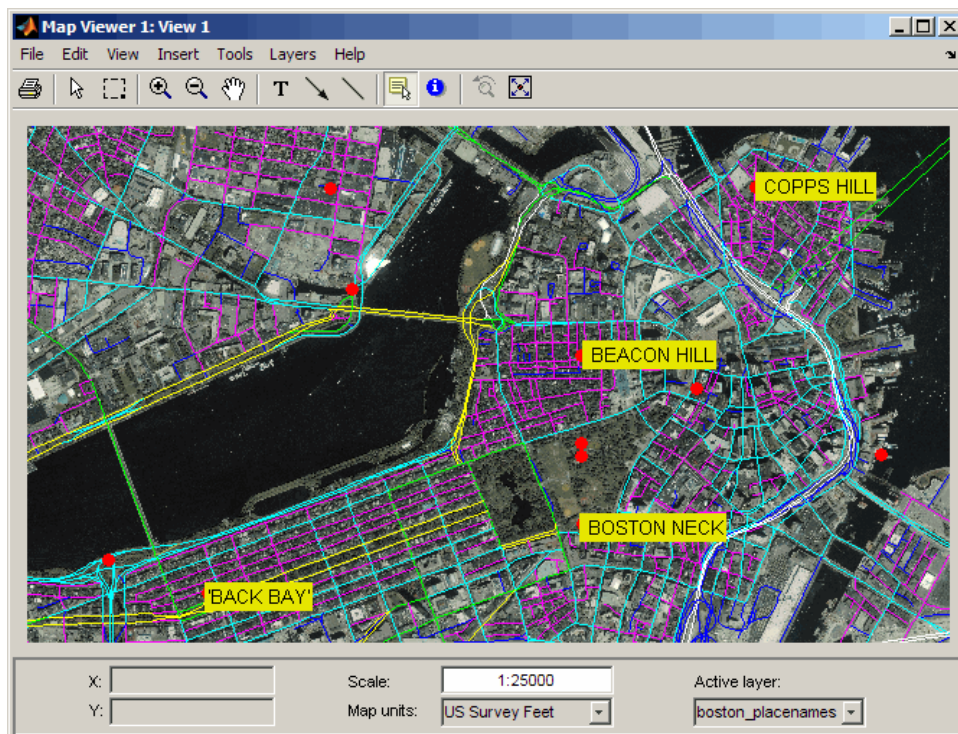 Map Viewer 1: View 1
File Edit View Insert Tools Layers Help
T
COPPS HILL
BEACON HILL
BOSTON NECK
'BACK BAY'
X:
Scale:
1:25000
Active layer:
Y:
Map units:
US Survey Feet
boston_placenames